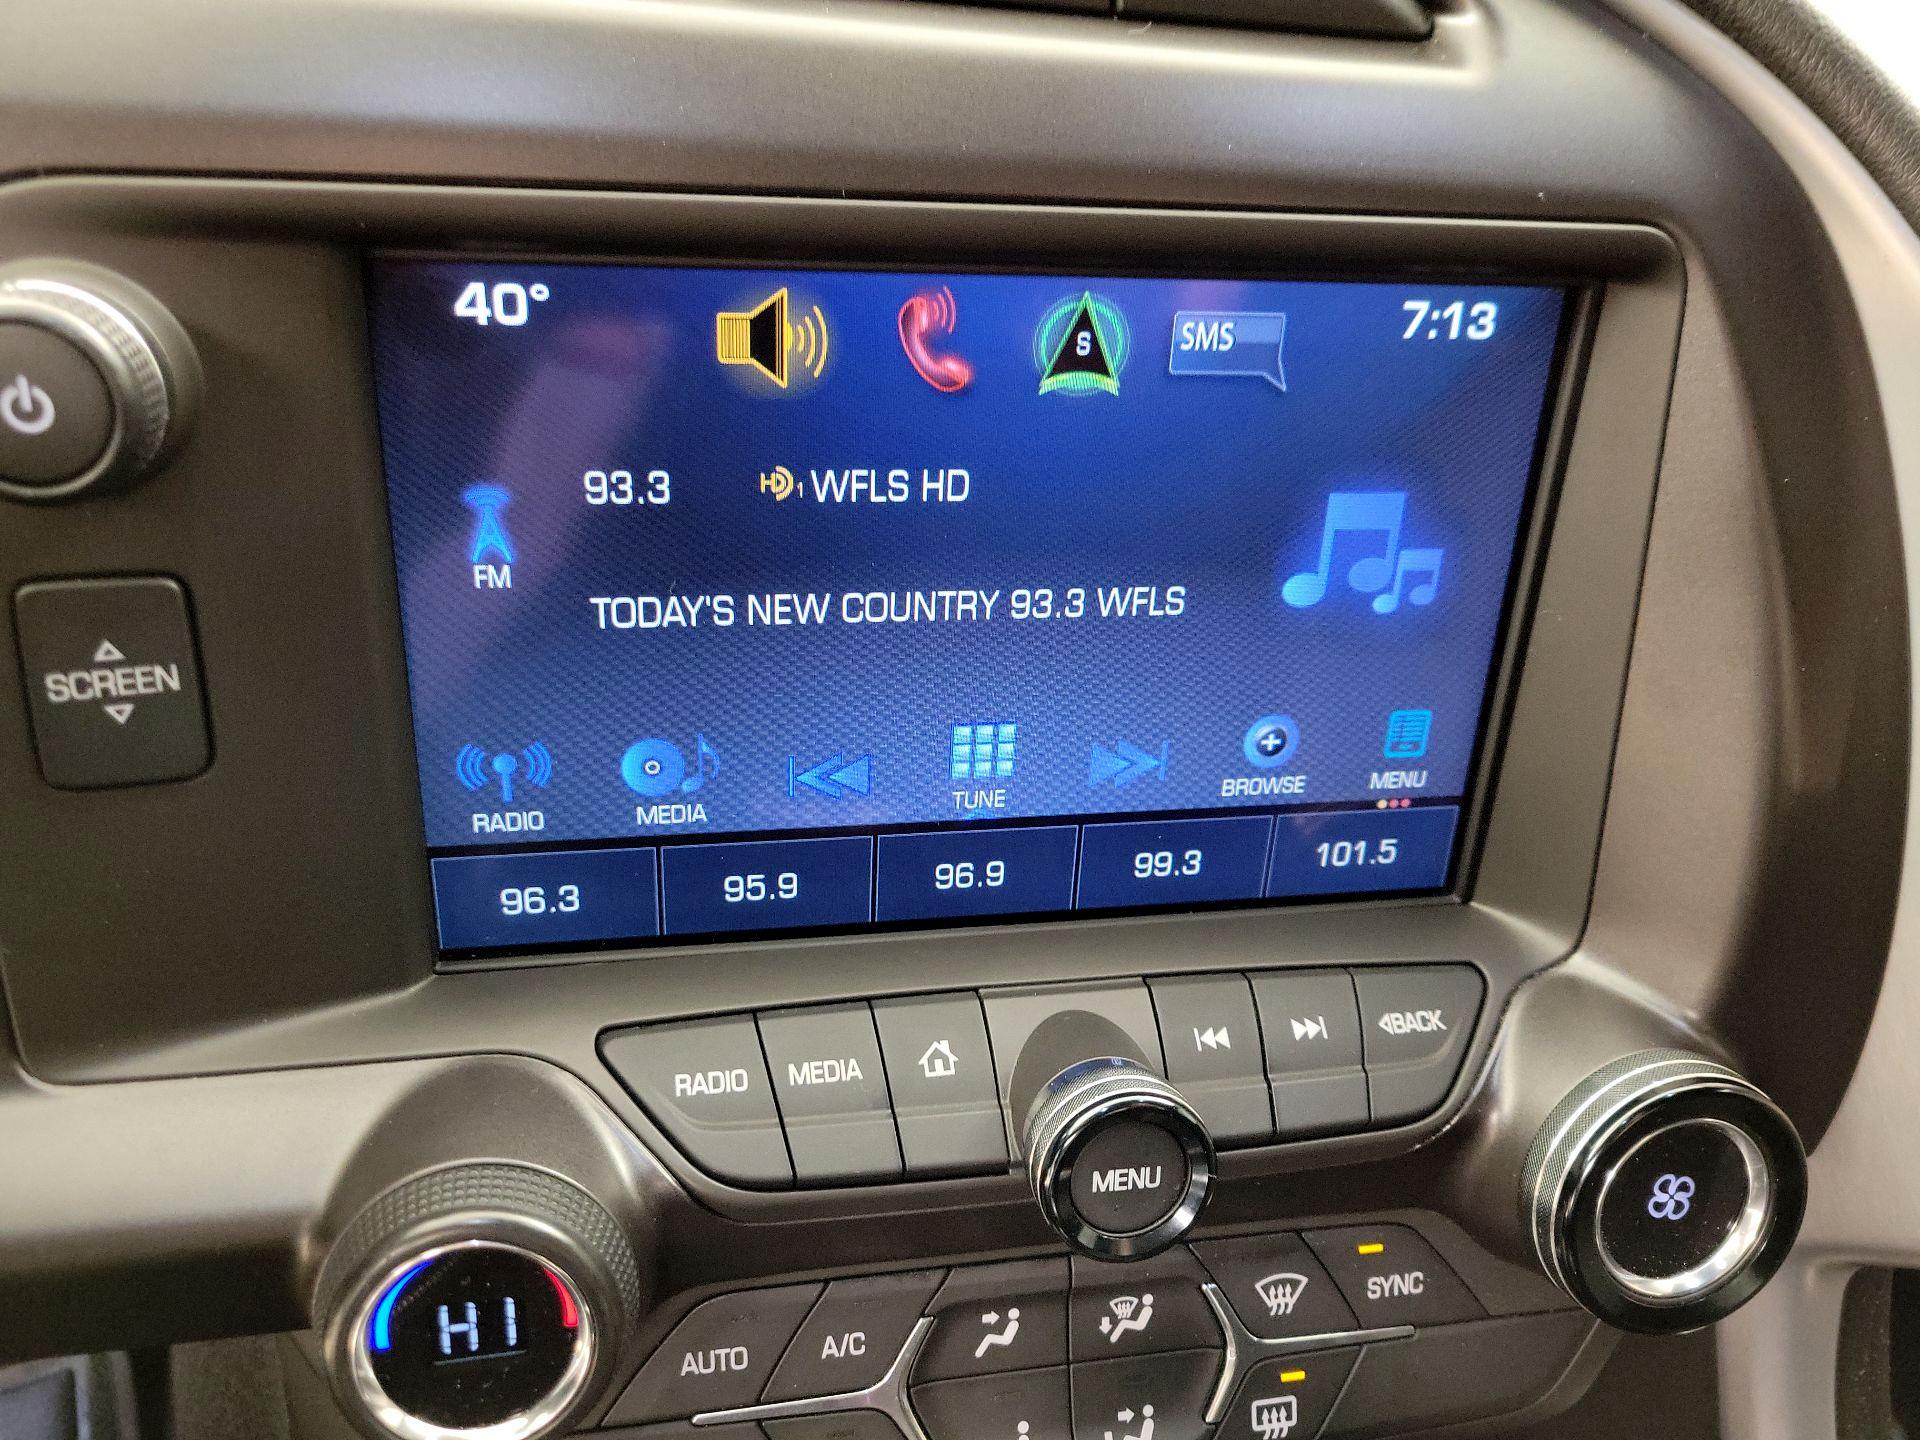 40°
S
SMS
7:13
93.3
HD1 WFLS HD
FM
TODAY'S NEW COUNTRY 93.3 WFLS
SCREEN
RADIO
MEDIA
TUNE
BROWSE
MENU
96.3
95.9
96.9
99.3
101.5
RADIO
MEDIA
◁BACK
MENU
HI
AUTO
A/C
SYNC